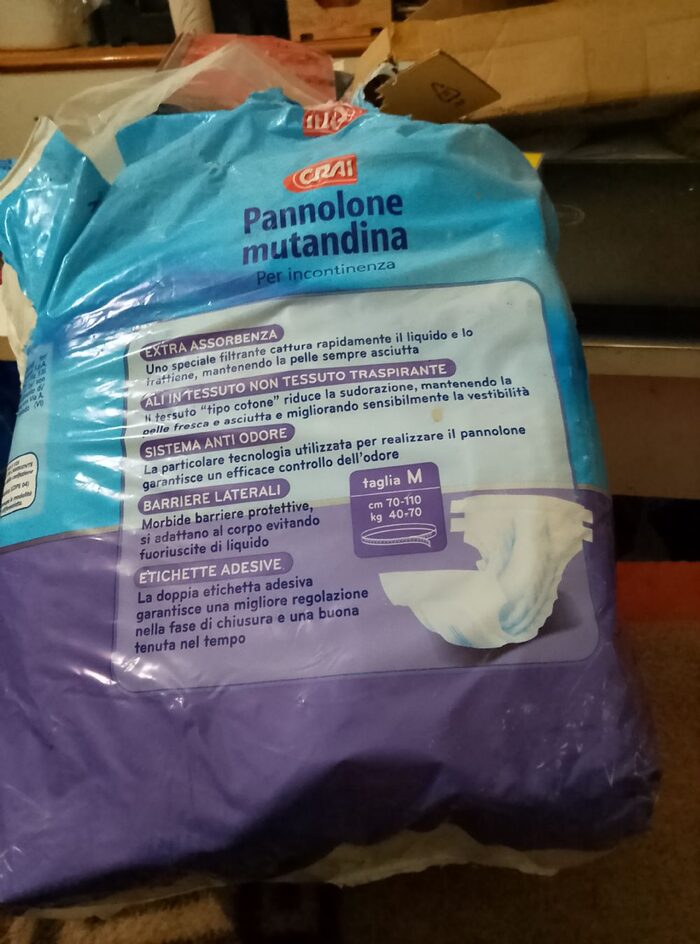 CRAI
Pannolone
mutandina
Per incontinenza
EXTRA ASSORBENZA
Uno speciale filtrante cattura rapidamente il liquido e lo
trattiene, mantenendo la pelle sempre asciutta
ALI IN TESSUTO NON TESSUTO TRASPIRANTE
Il tessuto "tipo cotone" riduce la sudorazione, mantenendo la
pelle fresca e asciutta e migliorando sensibilmente la vestibilità
SISTEMA ANTI ODORE
La particolare tecnologia utilizzata per realizzare il pannolone
garantisce un efficace controllo dell'odore
BARRIERE LATERALI
Morbide barriere protettive,
si adattano al corpo evitando
fuoriuscite di liquido
ETICHETTE ADESIVE
La doppia etichetta adesiva
garantisce una migliore regolazione
nella fase di chiusura e una buona
tenuta nel tempo
taglia M
cm 70-110
kg 40-70
(VI)